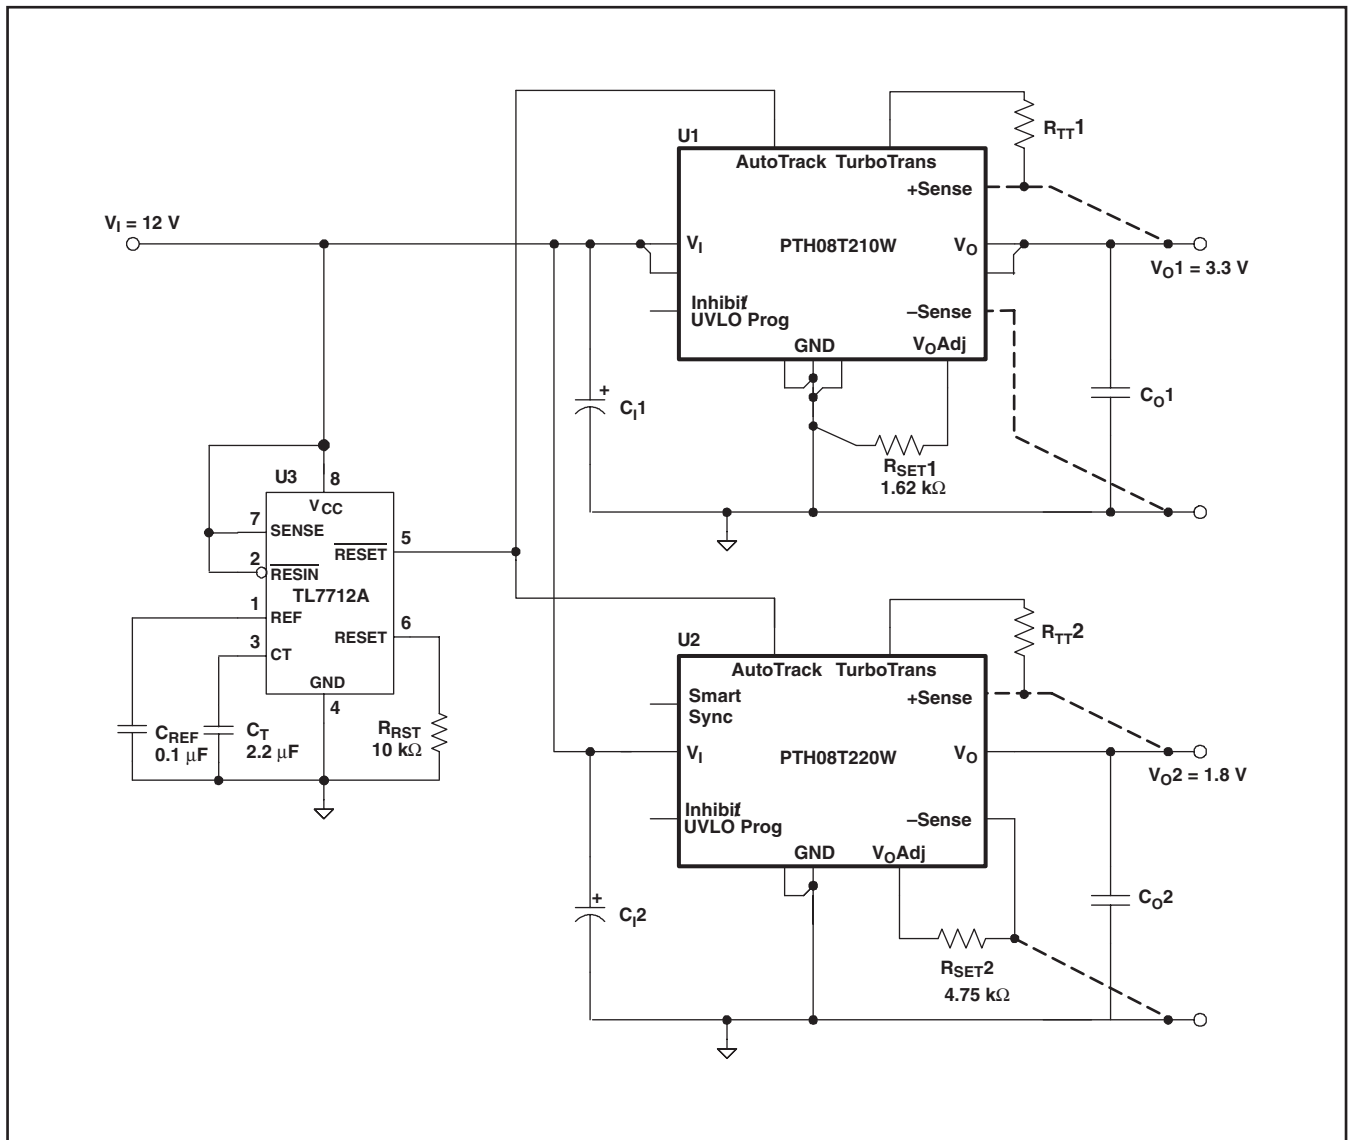 V_I = 12 V
U1
AutoTrack TurboTrans
+Sense
V_I
PTH08T210W
V_O
Inhibit/
UVLO Prog
–Sense
GND
V_OAdj
R_TT1
V_O1 = 3.3 V
+
C_I1
R_SET1
1.62 kΩ
C_O1
U3
8
V_CC
7
SENSE
5
RESET
2
RESIN
TL7712A
1
REF
6
RESET
3
CT
GND
4
C_REF
0.1 μF
C_T
2.2 μF
R_RST
10 kΩ
U2
AutoTrack TurboTrans
Smart
Sync
+Sense
V_I
PTH08T220W
V_O
Inhibit/
UVLO Prog
–Sense
GND
V_OAdj
R_TT2
V_O2 = 1.8 V
+
C_I2
R_SET2
4.75 kΩ
C_O2